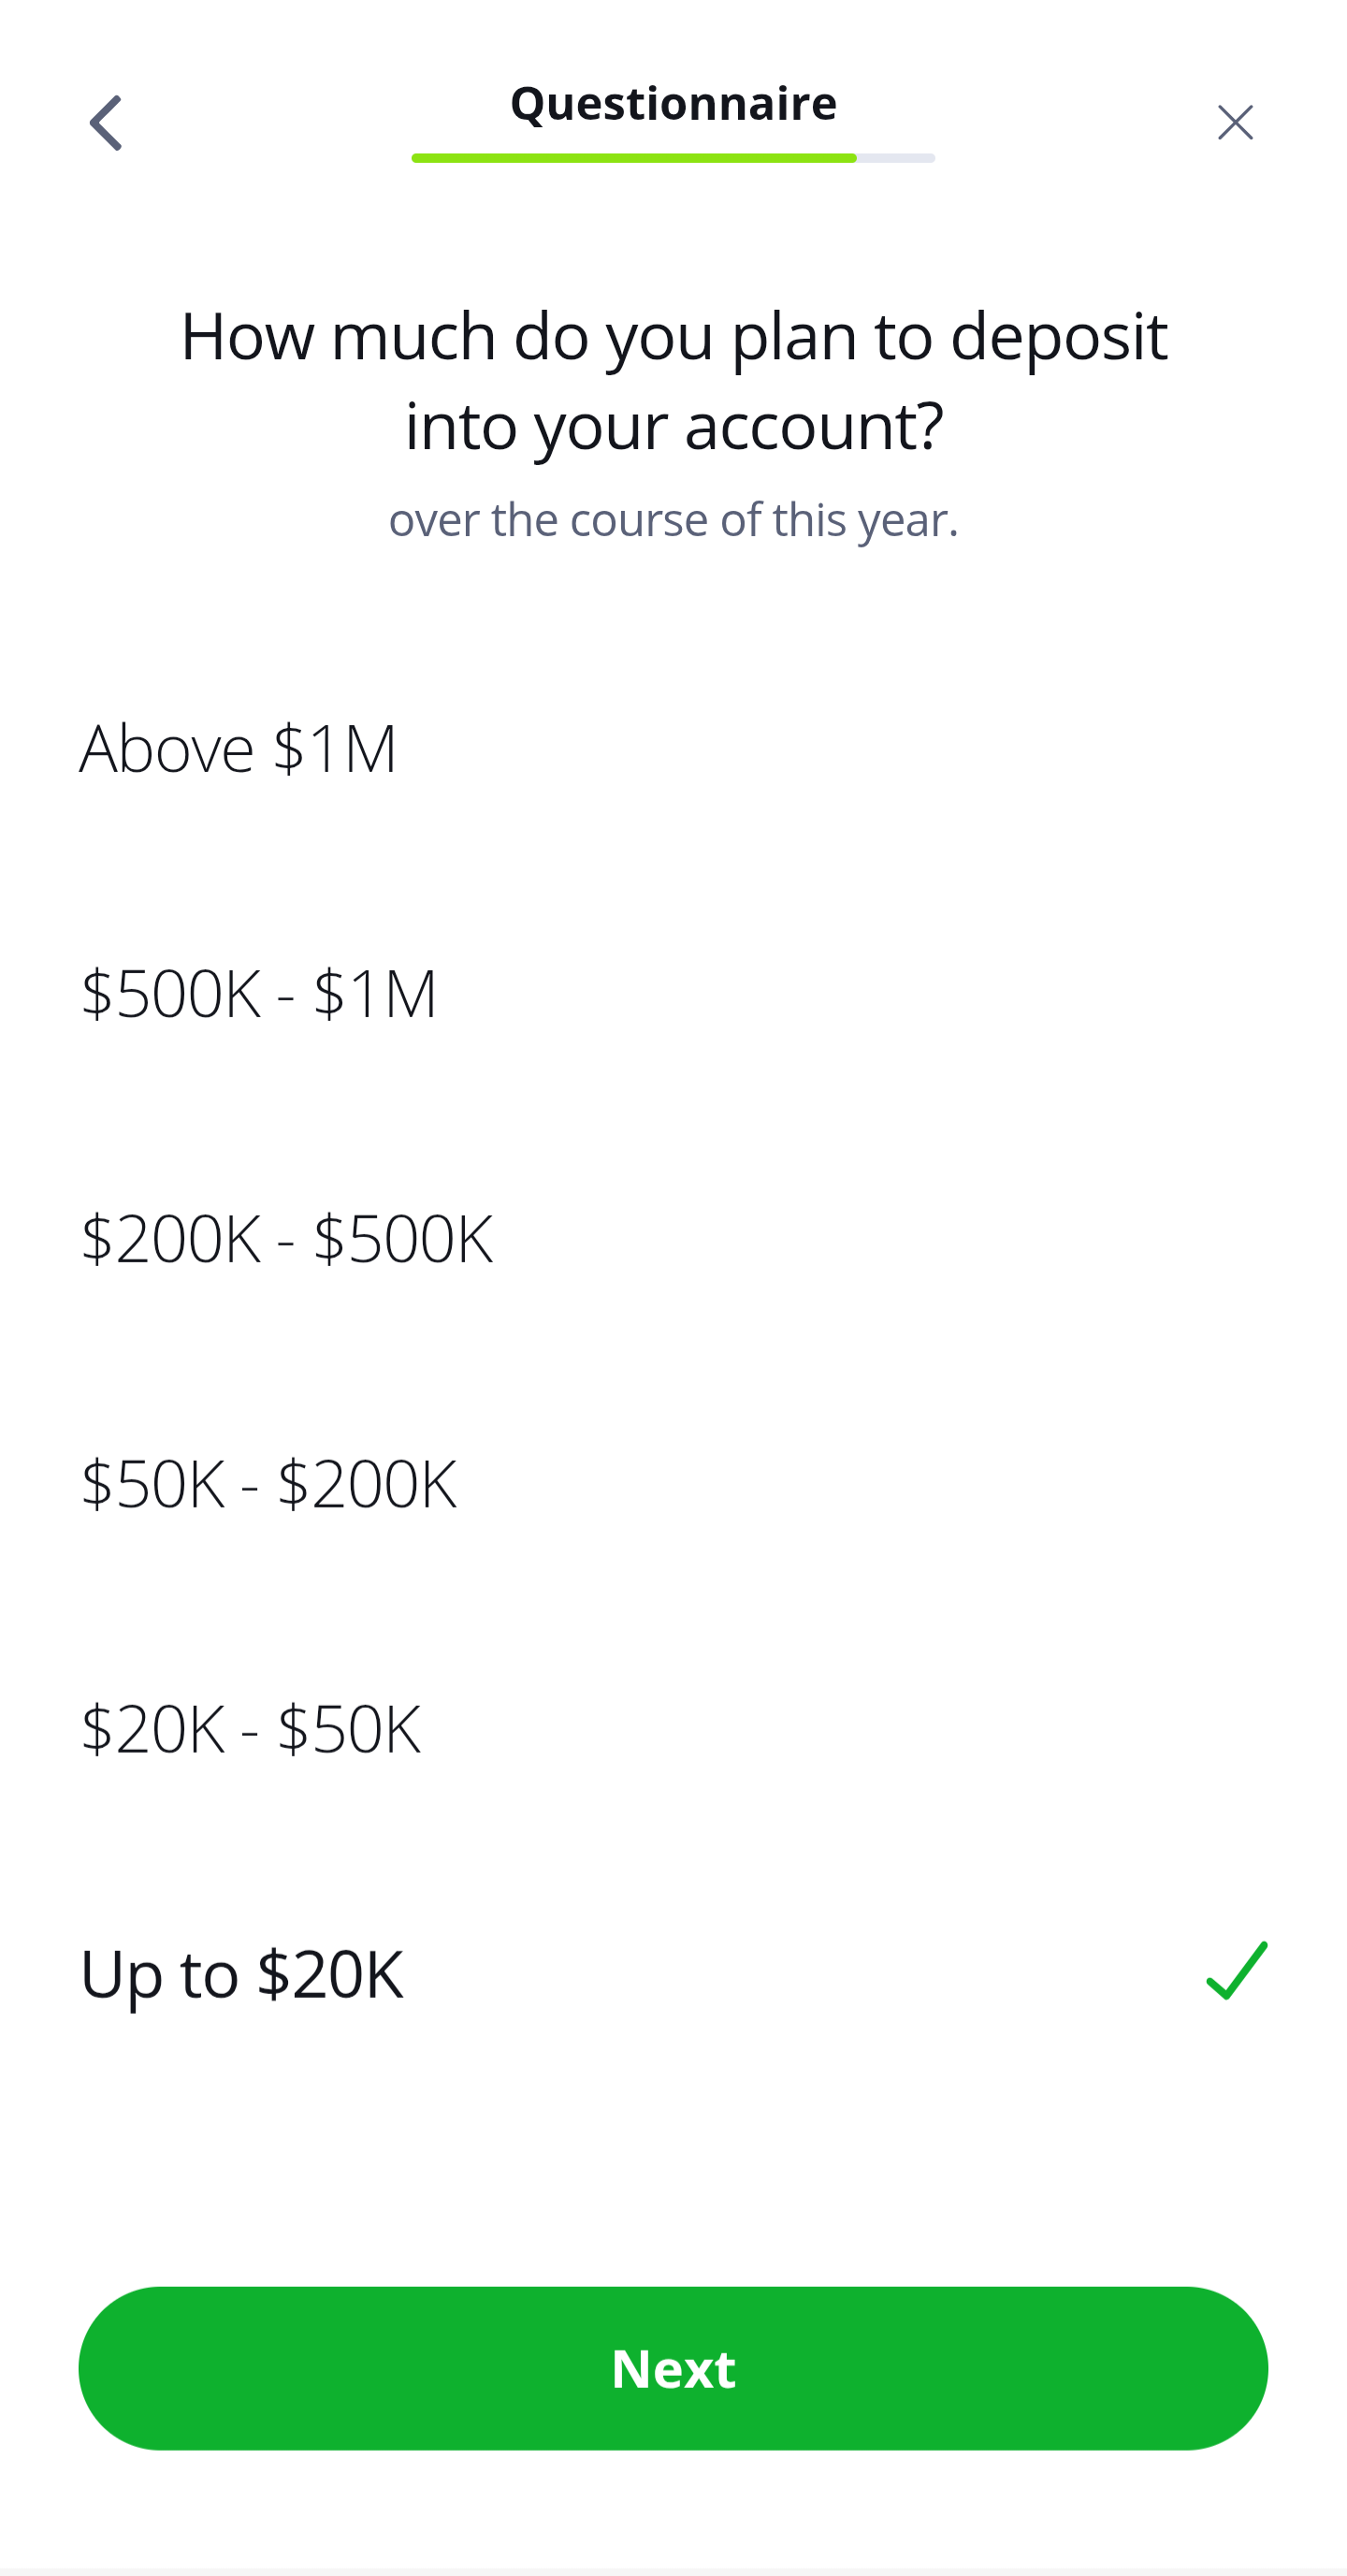 Questionnaire
How much do you plan to deposit
into your account?
over the course of this year.
Above $1M
$500K - $1M
$200K - $500K
$50K - $200K
$20K - $50K
Up to $20K
Next